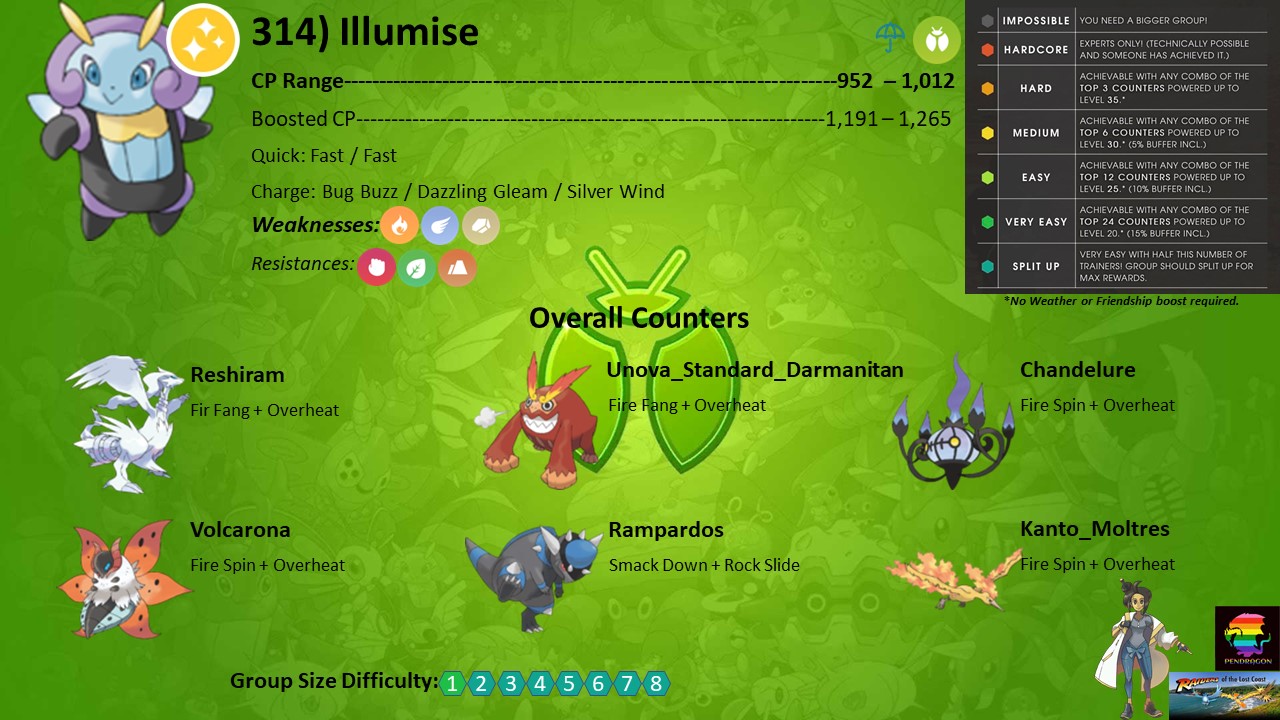 314) Illumise
CP Range--------------------------------------------------------------------952 – 1,012
Boosted CP-----------------------------------------------------------------1,191 – 1,265
Quick: Fast / Fast
Charge: Bug Buzz / Dazzling Gleam / Silver Wind
Weaknesses:
Resistances:
IMPOSSIBLE YOU NEED A BIGGER GROUP!
HARDCORE EXPERTS ONLY! (TECHNICALLY POSSIBLE
AND SOMEONE HAS ACHIEVED IT.)
HARD ACHIEVABLE WITH ANY COMBO OF THE
TOP 3 COUNTERS POWERED UP TO
LEVEL 35.*
MEDIUM ACHIEVABLE WITH ANY COMBO OF THE
TOP 6 COUNTERS POWERED UP TO
LEVEL 30.* (5% BUFFER INCL.)
EASY ACHIEVABLE WITH ANY COMBO OF THE
TOP 12 COUNTERS POWERED UP TO
LEVEL 25.* (10% BUFFER INCL.)
VERY EASY ACHIEVABLE WITH ANY COMBO OF THE
TOP 24 COUNTERS POWERED UP TO
LEVEL 20.* (15% BUFFER INCL.)
SPLIT UP VERY EASY WITH HALF THIS NUMBER OF
TRAINERS! GROUP SHOULD SPLIT UP FOR
MAX REWARDS.
*No Weather or Friendship boost required.
Overall Counters
Reshiram
Fir Fang + Overheat
Unova_Standard_Darmanitan
Fire Fang + Overheat
Chandelure
Fire Spin + Overheat
Volcarona
Fire Spin + Overheat
Rampardos
Smack Down + Rock Slide
Kanto_Moltres
Fire Spin + Overheat
Group Size Difficulty: 1 2 3 4 5 6 7 8
PENDRAGON
RAIDERS of the Lost Coast